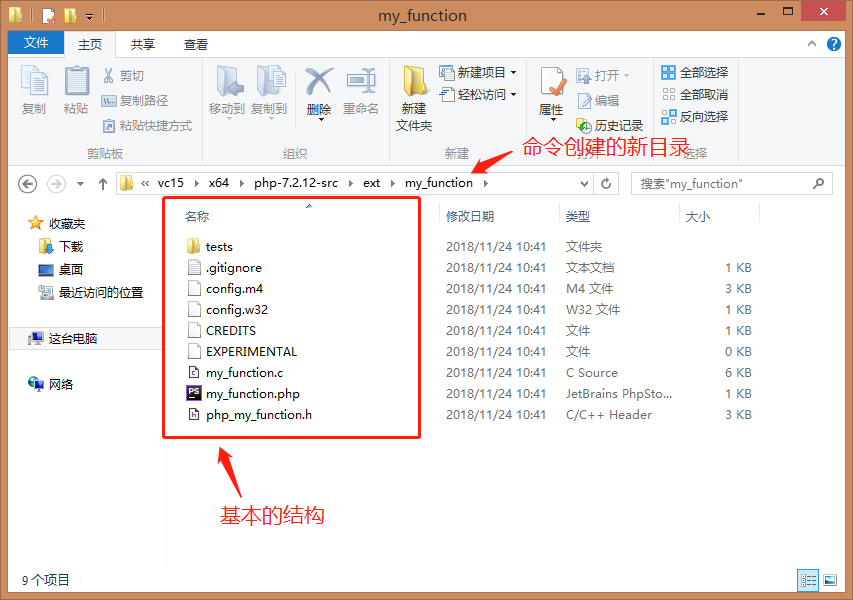 my_function
文件 主页 共享 查看
复制
粘贴
剪切
复制路径
粘贴快捷方式
剪贴板
移动到 复制到 删除 重命名
组织
新建
文件夹
新建项目
轻松访问
新建
属性
打开
编辑
历史记录
全部选择
全部取消
反向选择
选择
命令创建的新目录
« vc15 x64 php-7.2.12-src ext my_function
搜索"my_function"
收藏夹
下载
桌面
最近访问的位置
这台电脑
网络
名称 修改日期 类型 大小
tests 2018/11/24 10:41 文件夹
.gitignore 2018/11/24 10:41 文本文档 1 KB
config.m4 2018/11/24 10:41 M4 文件 3 KB
config.w32 2018/11/24 10:41 W32 文件 1 KB
CREDITS 2018/11/24 10:41 文件 1 KB
EXPERIMENTAL 2018/11/24 10:41 文件 0 KB
my_function.c 2018/11/24 10:41 C Source 6 KB
my_function.php 2018/11/24 10:41 JetBrains PhpSto... 1 KB
php_my_function.h 2018/11/24 10:41 C/C++ Header 3 KB
基本的结构
9 个项目